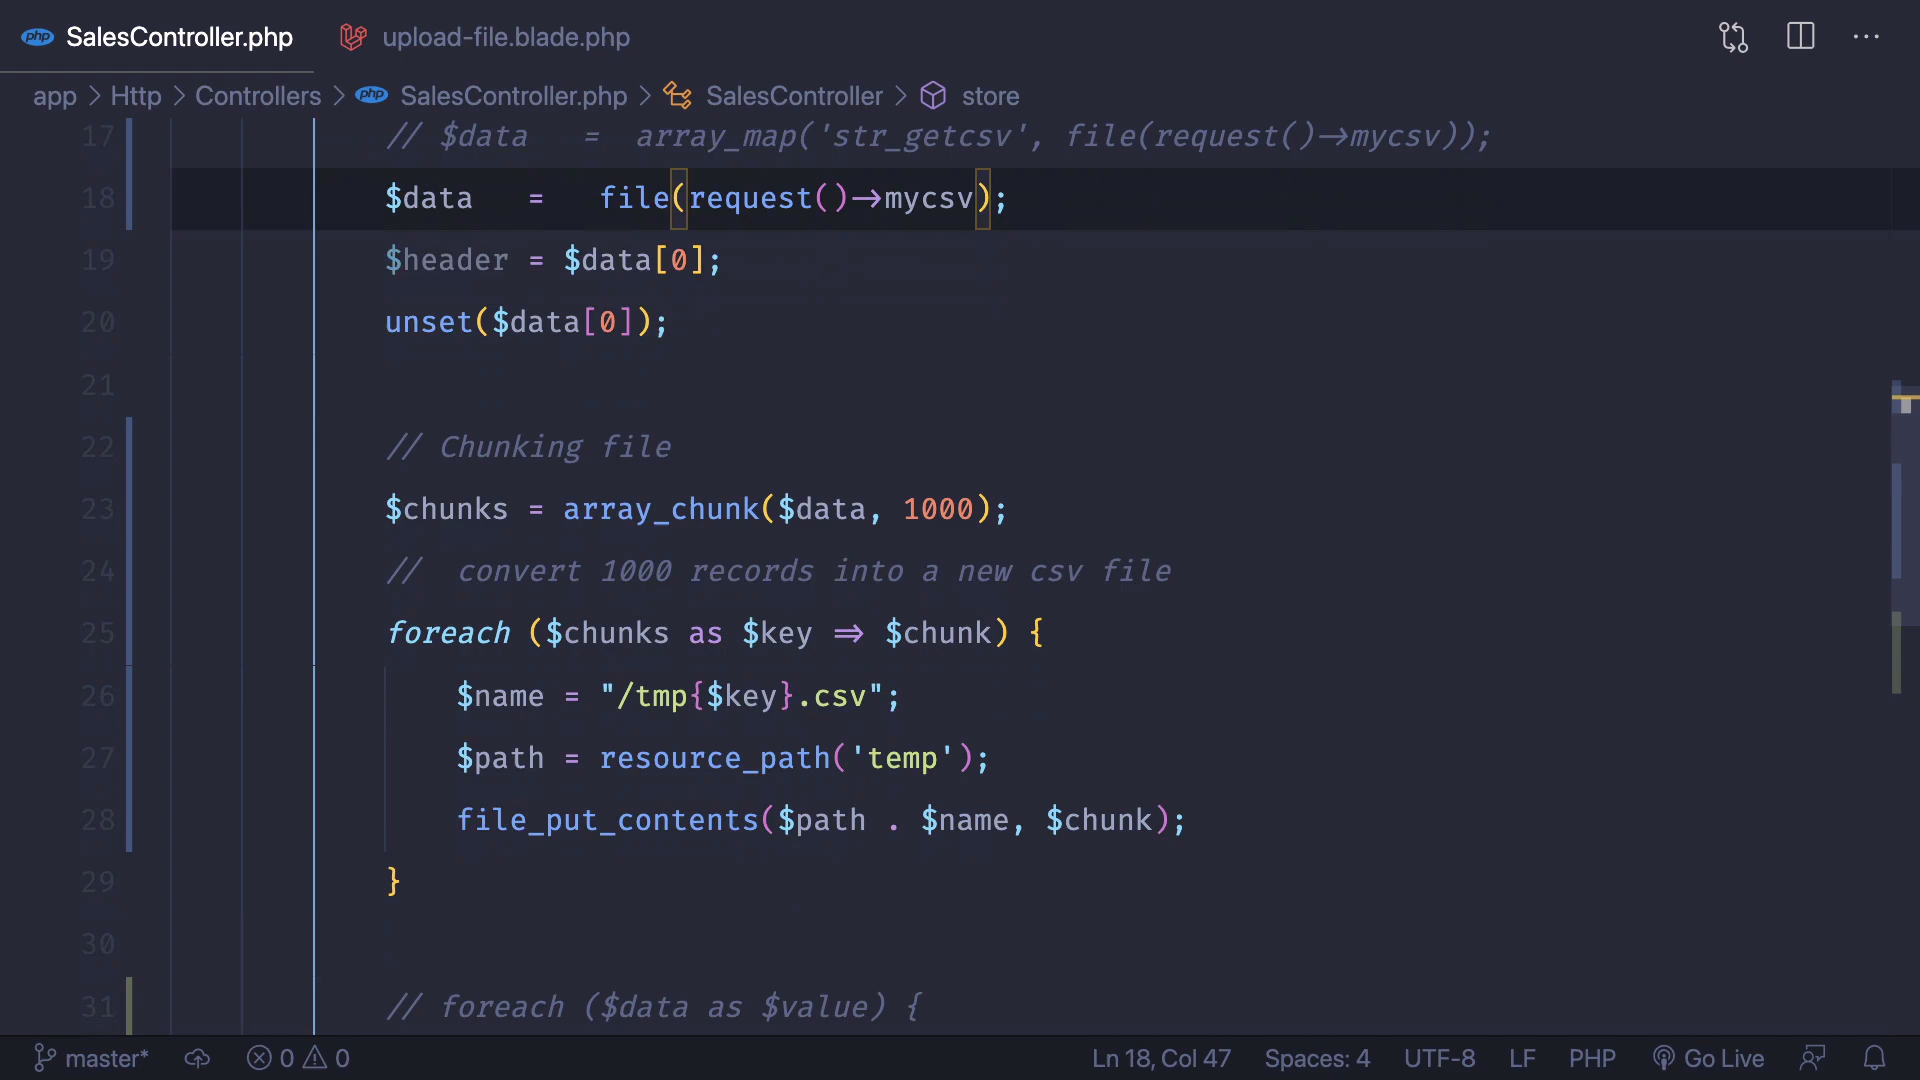 php SalesController.php upload-file.blade.php ...
app > Http > Controllers > php SalesController.php > SalesController > store
17 // $data   =  array_map('str_getcsv', file(request()->mycsv));
18 $data   =   file(request()->mycsv);
19 $header = $data[0];
20 unset($data[0]);
21
22 // Chunking file
23 $chunks = array_chunk($data, 1000);
24 //  convert 1000 records into a new csv file
25 foreach ($chunks as $key => $chunk) {
26 $name = "/tmp{$key}.csv";
27 $path = resource_path('temp');
28 file_put_contents($path . $name, $chunk);
29 }
30
31 // foreach ($data as $value) {
master* 0 0 Ln 18, Col 47 Spaces: 4 UTF-8 LF PHP Go Live